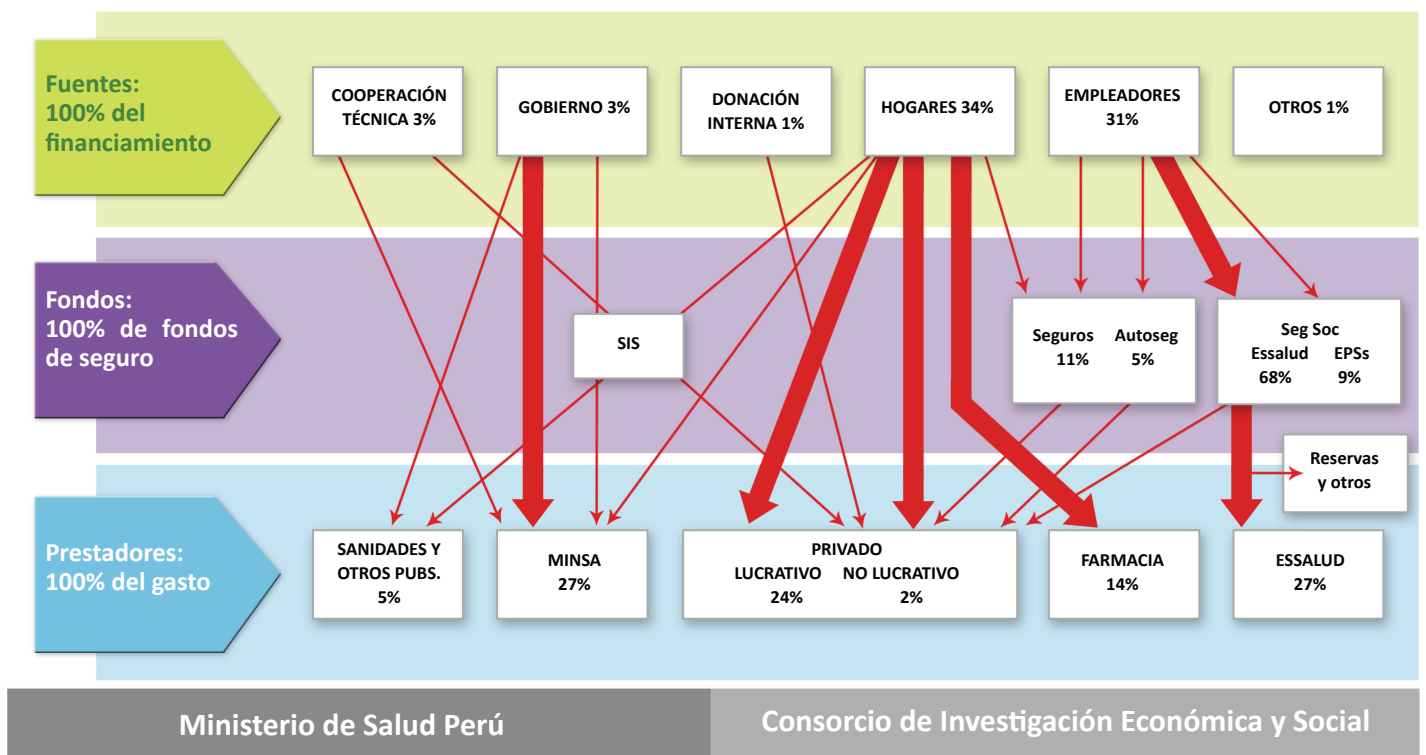 Fuentes:
100% del
financiamiento
COOPERACIÓN
TÉCNICA 3%
GOBIERNO 3%
DONACIÓN
INTERNA 1%
HOGARES 34%
EMPLEADORES
31%
OTROS 1%
Fondos:
100% de fondos
de seguro
SIS
Seguros Autoseg
11% 5%
Seg Soc
Essalud EPSs
68% 9%
Reservas
y otros
Prestadores:
100% del gasto
SANIDADES Y
OTROS PUBS.
5%
MINSA
27%
PRIVADO
LUCRATIVO NO LUCRATIVO
24% 2%
FARMACIA
14%
ESSALUD
27%
Ministerio de Salud Perú
Consorcio de Investigación Económica y Social